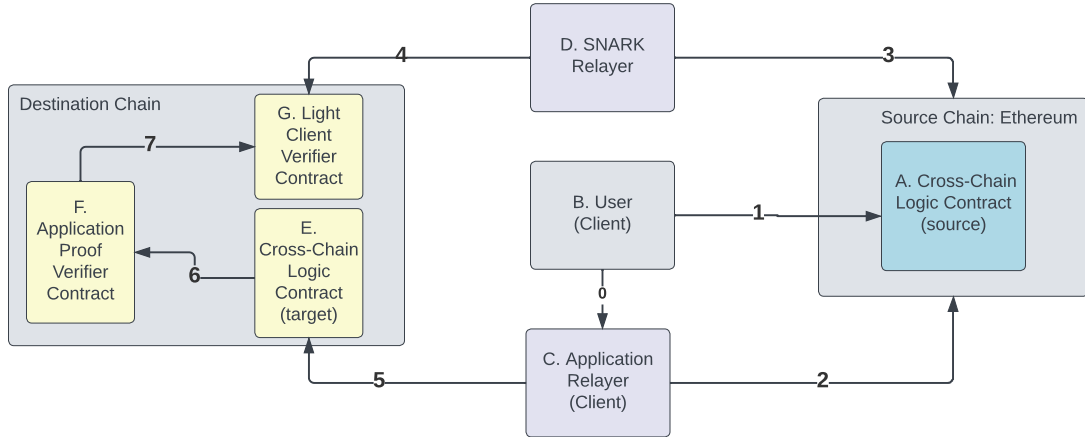 D. SNARK
Relayer
4
3
Destination Chain
G. Light
Client
Verifier
Contract
Source Chain: Ethereum
7
A. Cross-Chain
Logic Contract
(source)
B. User
(Client)
1
F.
Application
Proof
Verifier
Contract
E.
Cross-Chain
Logic
Contract
(target)
6
0
C. Application
Relayer
(Client)
5
2